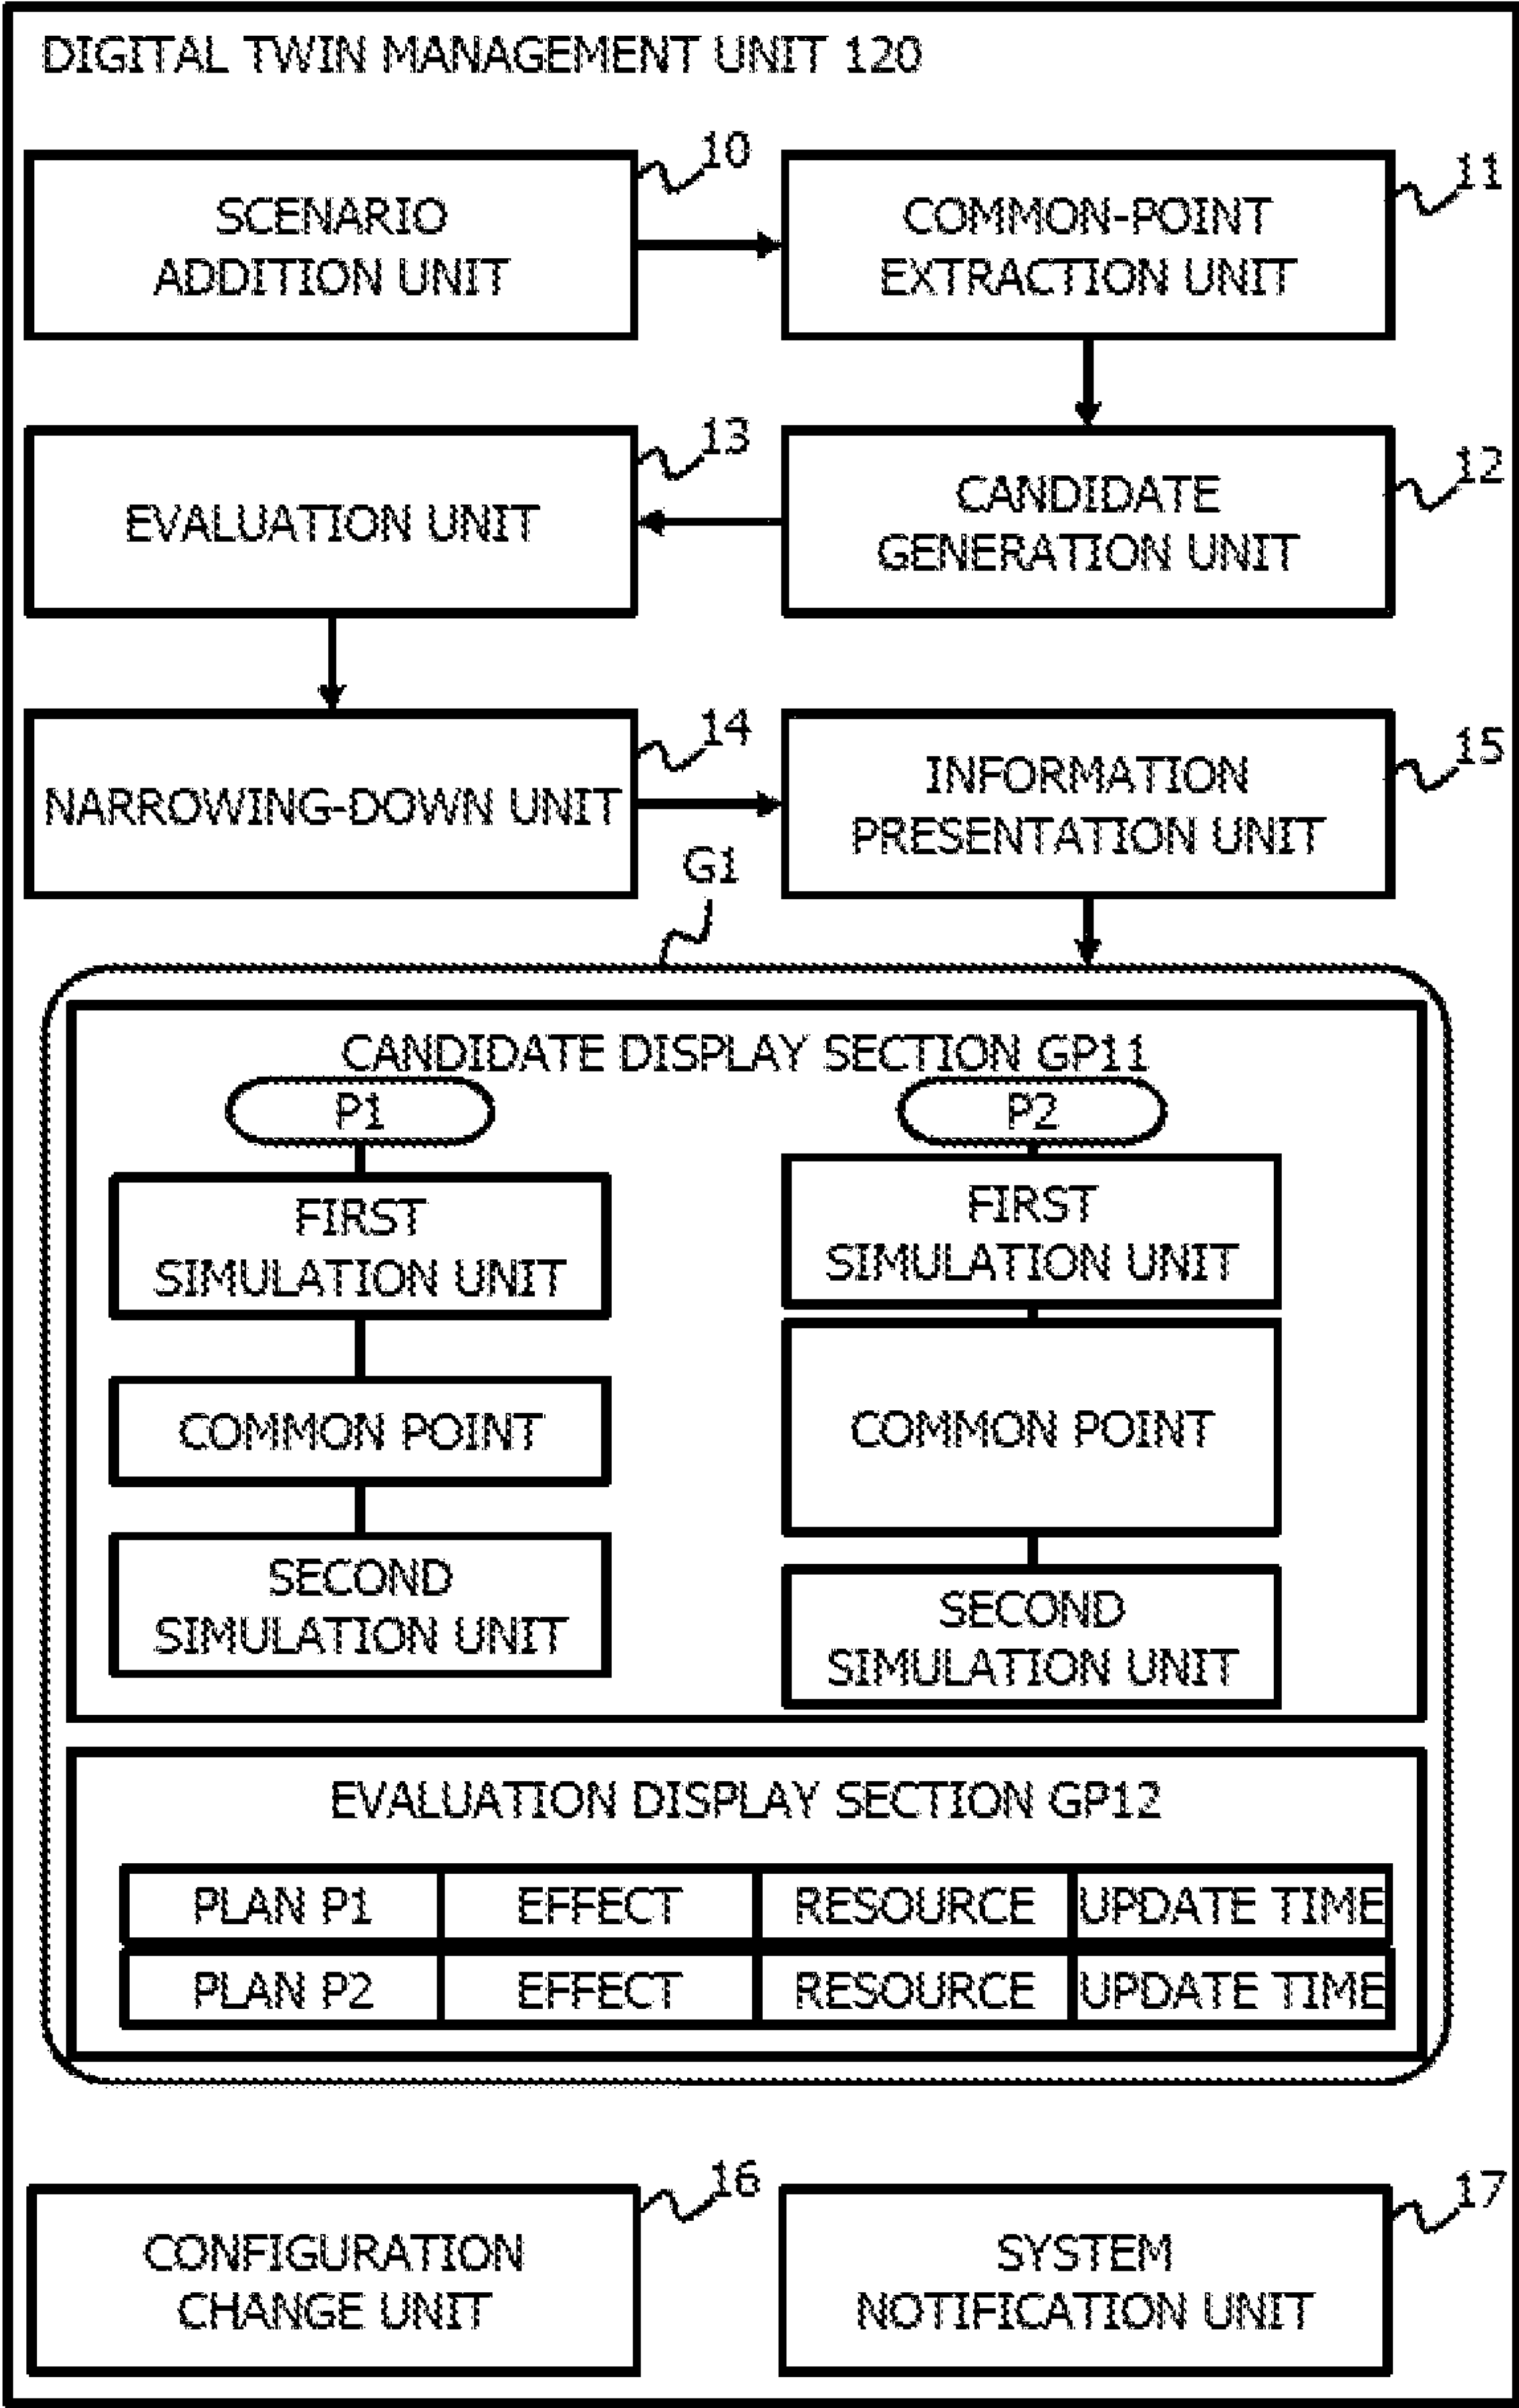 DIGITAL TWIN MANAGEMENT UNIT 120
10
SCENARIO
ADDITION UNIT
11
COMMON-POINT
EXTRACTION UNIT
13
EVALUATION UNIT
12
CANDIDATE
GENERATION UNIT
14
NARROWING-DOWN UNIT
15
INFORMATION
PRESENTATION UNIT
G1
CANDIDATE DISPLAY SECTION GP11
P1
FIRST
SIMULATION UNIT
COMMON POINT
SECOND
SIMULATION UNIT
P2
FIRST
SIMULATION UNIT
COMMON POINT
SECOND
SIMULATION UNIT
EVALUATION DISPLAY SECTION GP12
PLAN P1 EFFECT RESOURCE UPDATE TIME
PLAN P2 EFFECT RESOURCE UPDATE TIME
16
CONFIGURATION
CHANGE UNIT
17
SYSTEM
NOTIFICATION UNIT